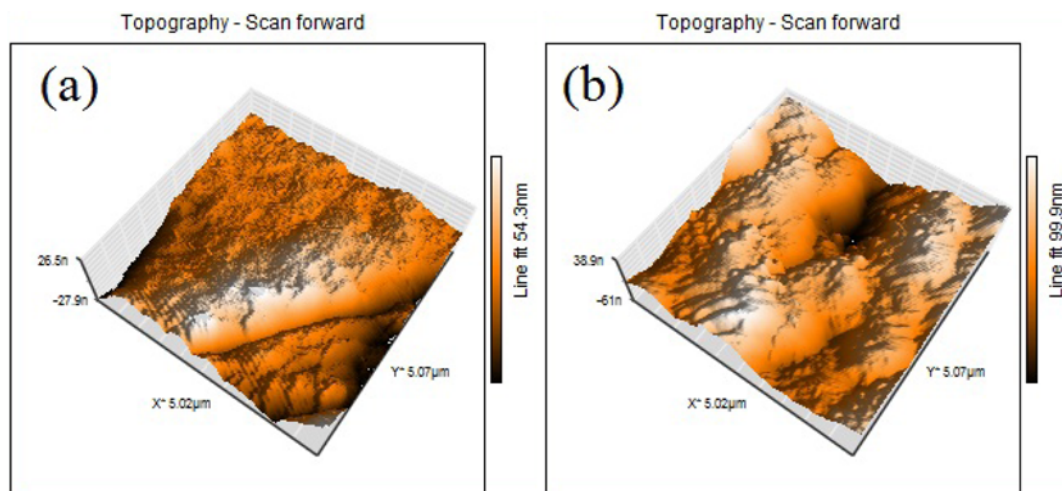 Topography - Scan forward
(a)
26.5n
-27.9n
X* 5.02µm
Y* 5.07µm
Line fit 54.3nm
Topography - Scan forward
(b)
38.9n
-61n
X* 5.02µm
Y* 5.07µm
Line fit 99.9nm